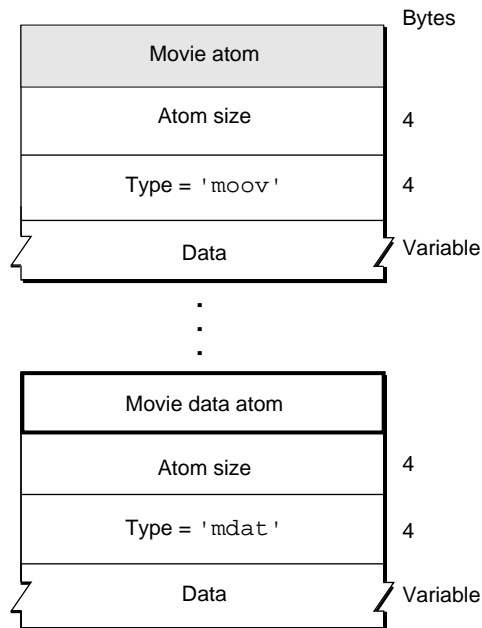 Bytes
Movie atom
Atom size 4
Type = 'moov' 4
Data Variable
Movie data atom
Atom size 4
Type = 'mdat' 4
Data Variable